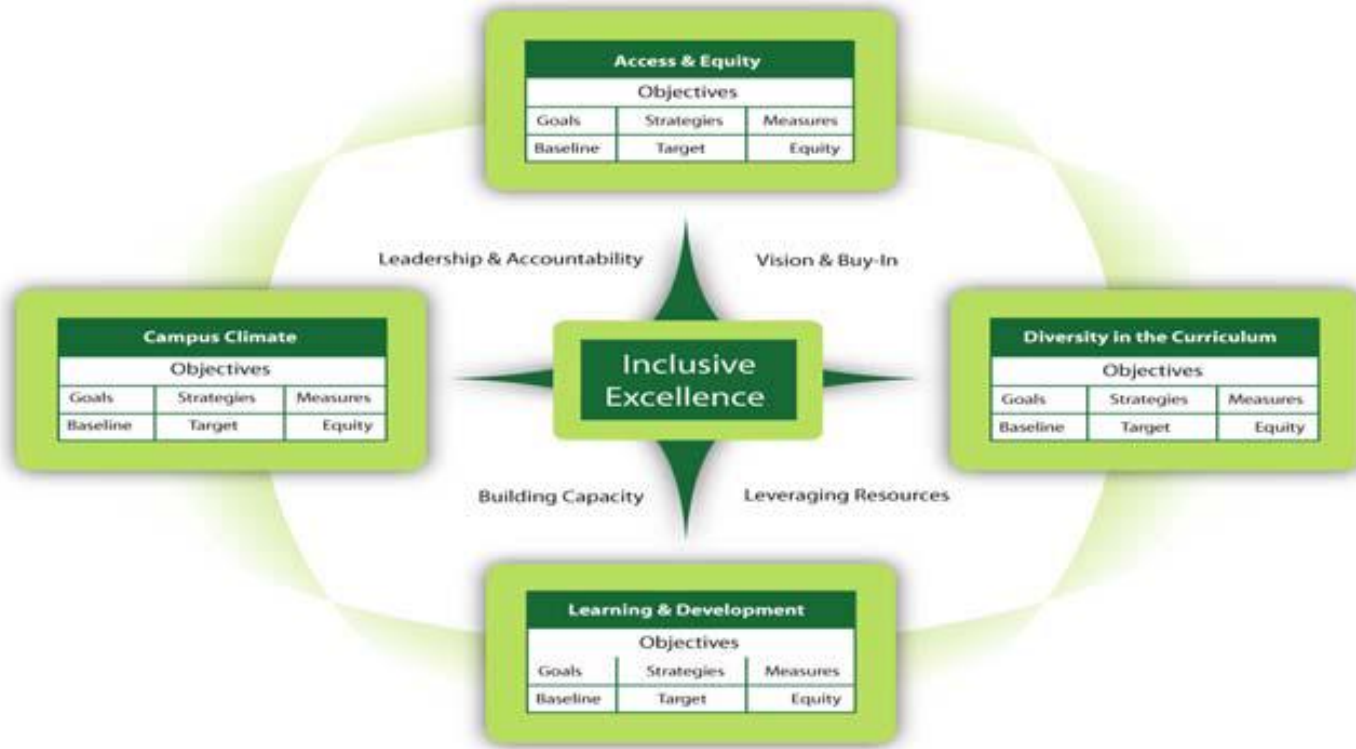 Access & Equity
Objectives
Goals Strategies Measures
Baseline Target Equity
Leadership & Accountability Vision & Buy-In
Campus Climate
Objectives
Goals Strategies Measures
Baseline Target Equity
Inclusive
Excellence
Diversity in the Curriculum
Objectives
Goals Strategies Measures
Baseline Target Equity
Building Capacity Leveraging Resources
Learning & Development
Objectives
Goals Strategies Measures
Baseline Target Equity